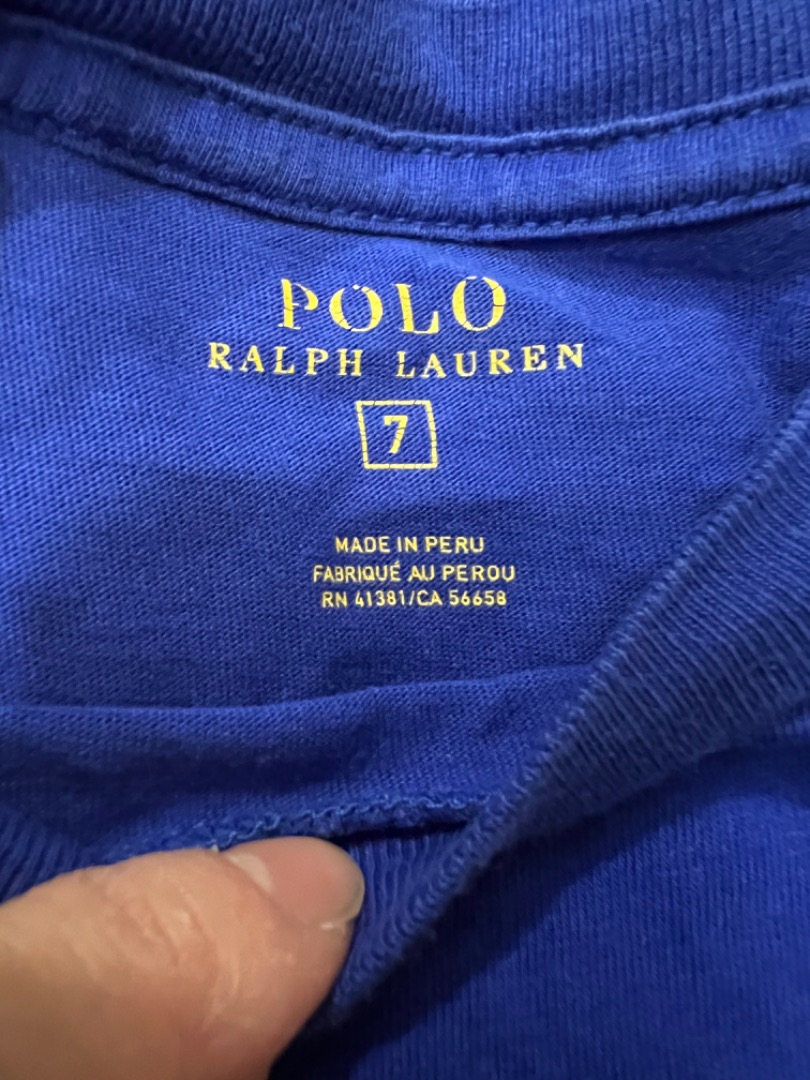 POLO
RALPH LAUREN
7
MADE IN PERU
FABRIQUÉ AU PEROU
RN 41381/CA 56658